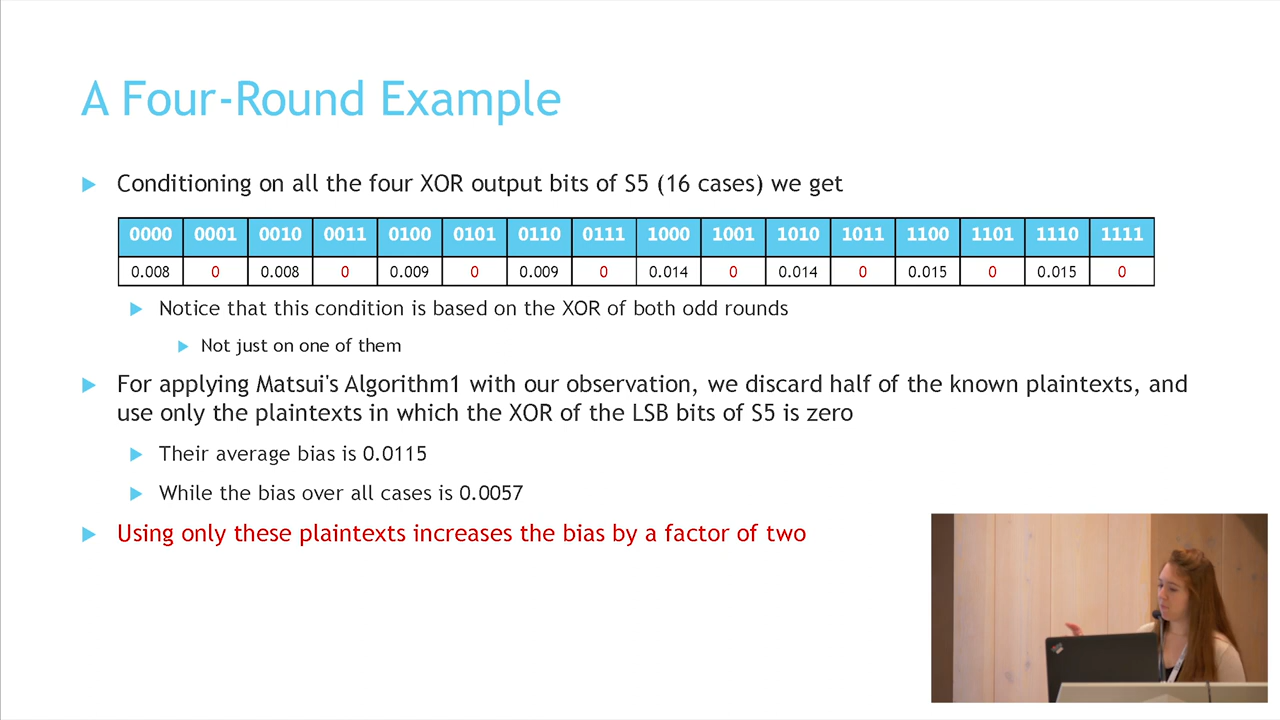 A Four-Round Example
Conditioning on all the four XOR output bits of S5 (16 cases) we get
0000 0001 0010 0011 0100 0101 0110 0111 1000 1001 1010 1011 1100 1101 1110 1111
0.008 0 0.008 0 0.009 0 0.009 0 0.014 0 0.014 0 0.015 0 0.015 0
Notice that this condition is based on the XOR of both odd rounds
Not just on one of them
For applying Matsui's Algorithm1 with our observation, we discard half of the known plaintexts, and
use only the plaintexts in which the XOR of the LSB bits of S5 is zero
Their average bias is 0.0115
While the bias over all cases is 0.0057
Using only these plaintexts increases the bias by a factor of two